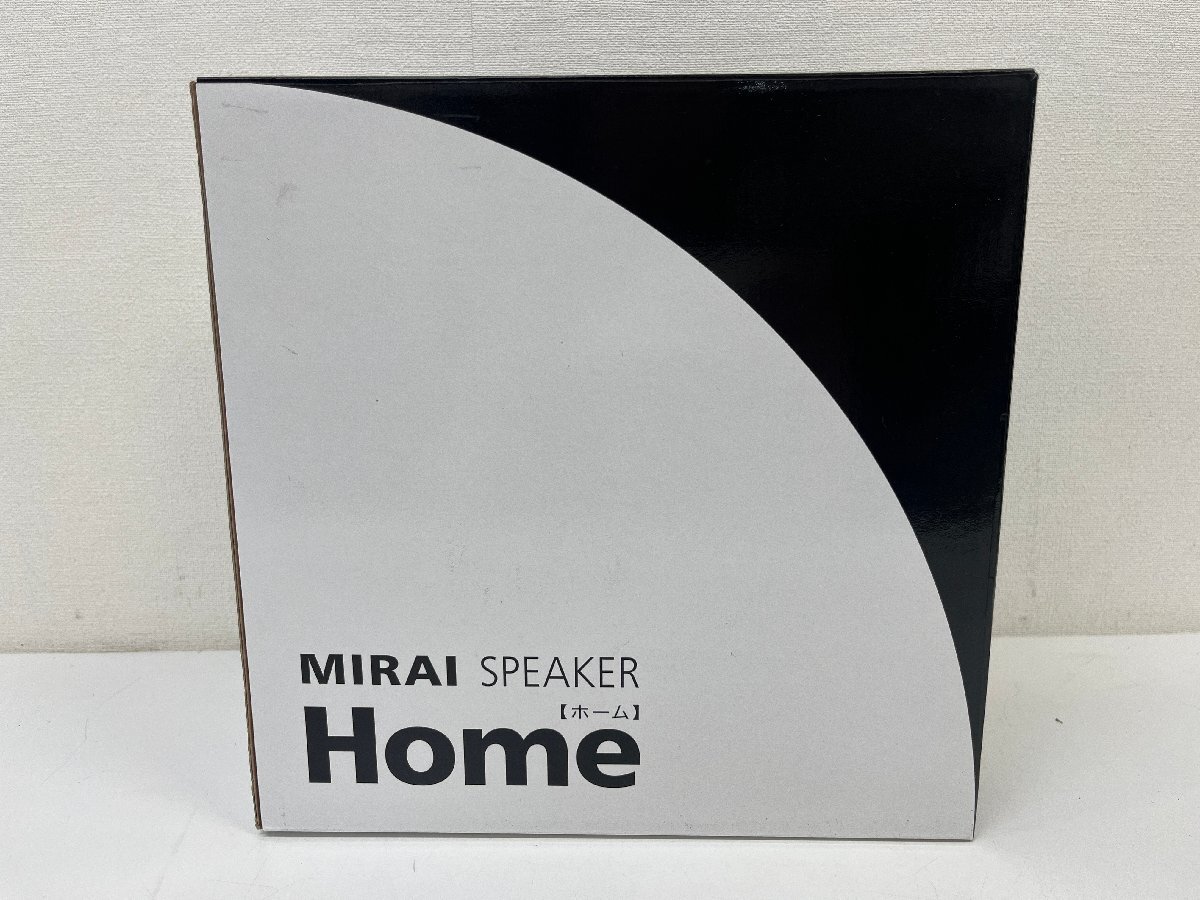 MIRAI SPEAKER
【ホーム】
Home